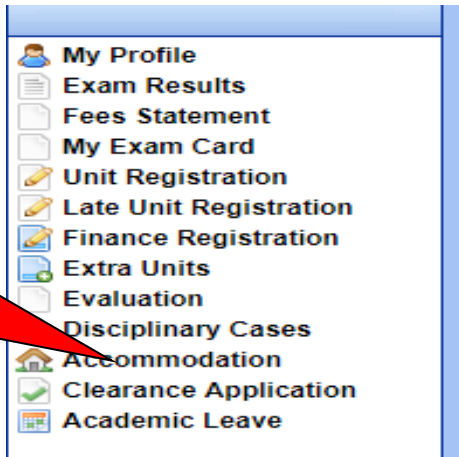 My Profile
Exam Results
Fees Statement
My Exam Card
Unit Registration
Late Unit Registration
Finance Registration
Extra Units
Evaluation
Disciplinary Cases
Accommodation
Clearance Application
Academic Leave